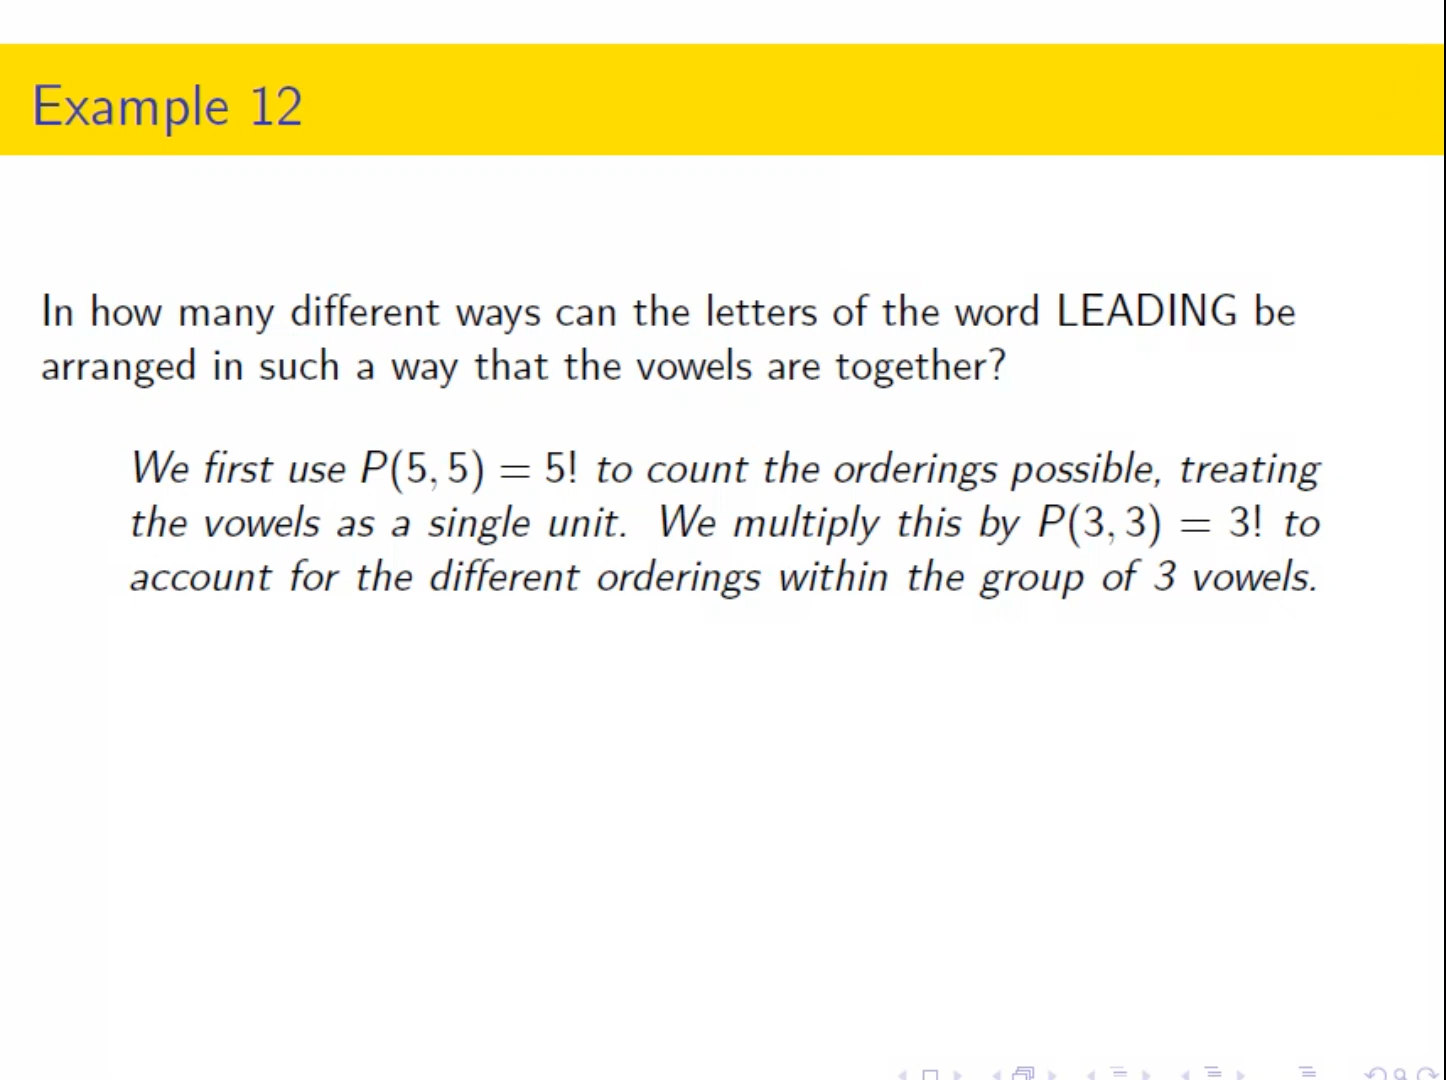 Example 12
In how many different ways can the letters of the word LEADING be
arranged in such a way that the vowels are together?
We first use P(5, 5) = 5! to count the orderings possible, treating
the vowels as a single unit. We multiply this by P(3, 3) = 3! to
account for the different orderings within the group of 3 vowels.